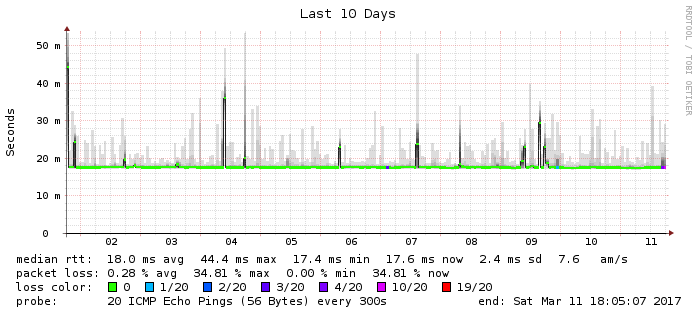 Last 10 Days
RRDTOOL / TOBI OETIKER
Seconds
50 m
40 m
30 m
20 m
10 m
0
02 03 04 05 06 07 08 09 10 11
median rtt: 18.0 ms avg 44.4 ms max 17.4 ms min 17.6 ms now 2.4 ms sd 7.6 am/s
packet loss: 0.28 % avg 34.81 % max 0.00 % min 34.81 % now
loss color: 0 1/20 2/20 3/20 4/20 10/20 19/20
probe: 20 ICMP Echo Pings (56 Bytes) every 300s end: Sat Mar 11 18:05:07 2017